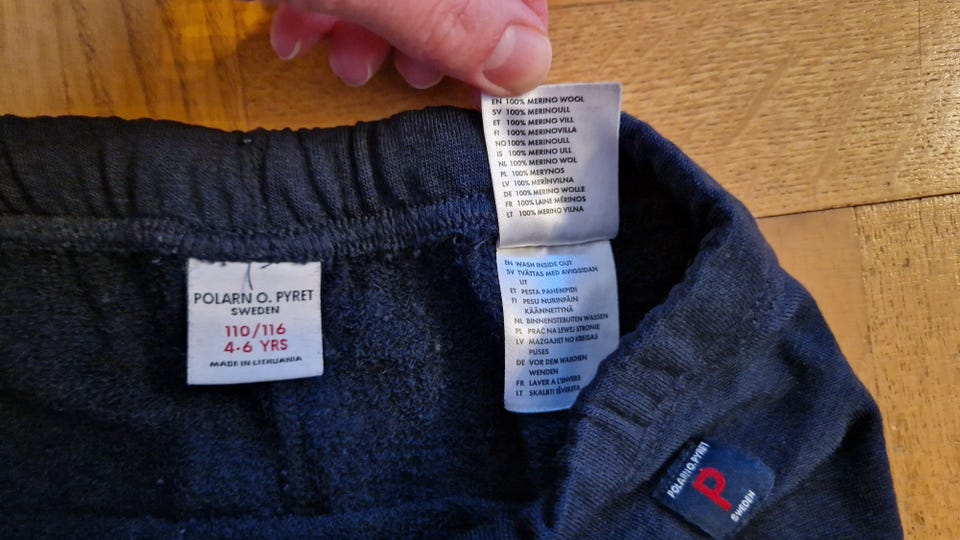 POLARN O. PYRET
SWEDEN
110/116
4-6 YRS
MADE IN LITHUANIA
EN 100% MERINO WOOL
SV 100% MERINOULL
ET 100% MERINO VILL
FI 100% MERINOVILLA
NO 100% MERINOULL
IS 100% MERINO ULL
NL 100% MERINO WOL
PL 100% MERYNOS
LV 100% MERĪNVILNA
DE 100% MERINO WOLLE
FR 100% LAINE MÉRINOS
LT 100% MERINO VILNA
EN WASH INSIDE OUT
SV TVÄTTAS MED AVIGSIDAN
UT
ET PESTA PAHEMPIDI
FI PESU NURINPÄIN
KÄÄNNETTYNÄ
NL BINNENSTEBUITEN WASSEN
PL PRAĆ NA LEWEJ STRONIE
LV MAZGAJIET NO KREISAS
PUSES
DE VOR DEM WASCHEN
WENDEN
FR LAVER A L'ENVERS
LT SKALBTI IŠVERSTĄ
POLARN O. PYRET
P
SWEDEN